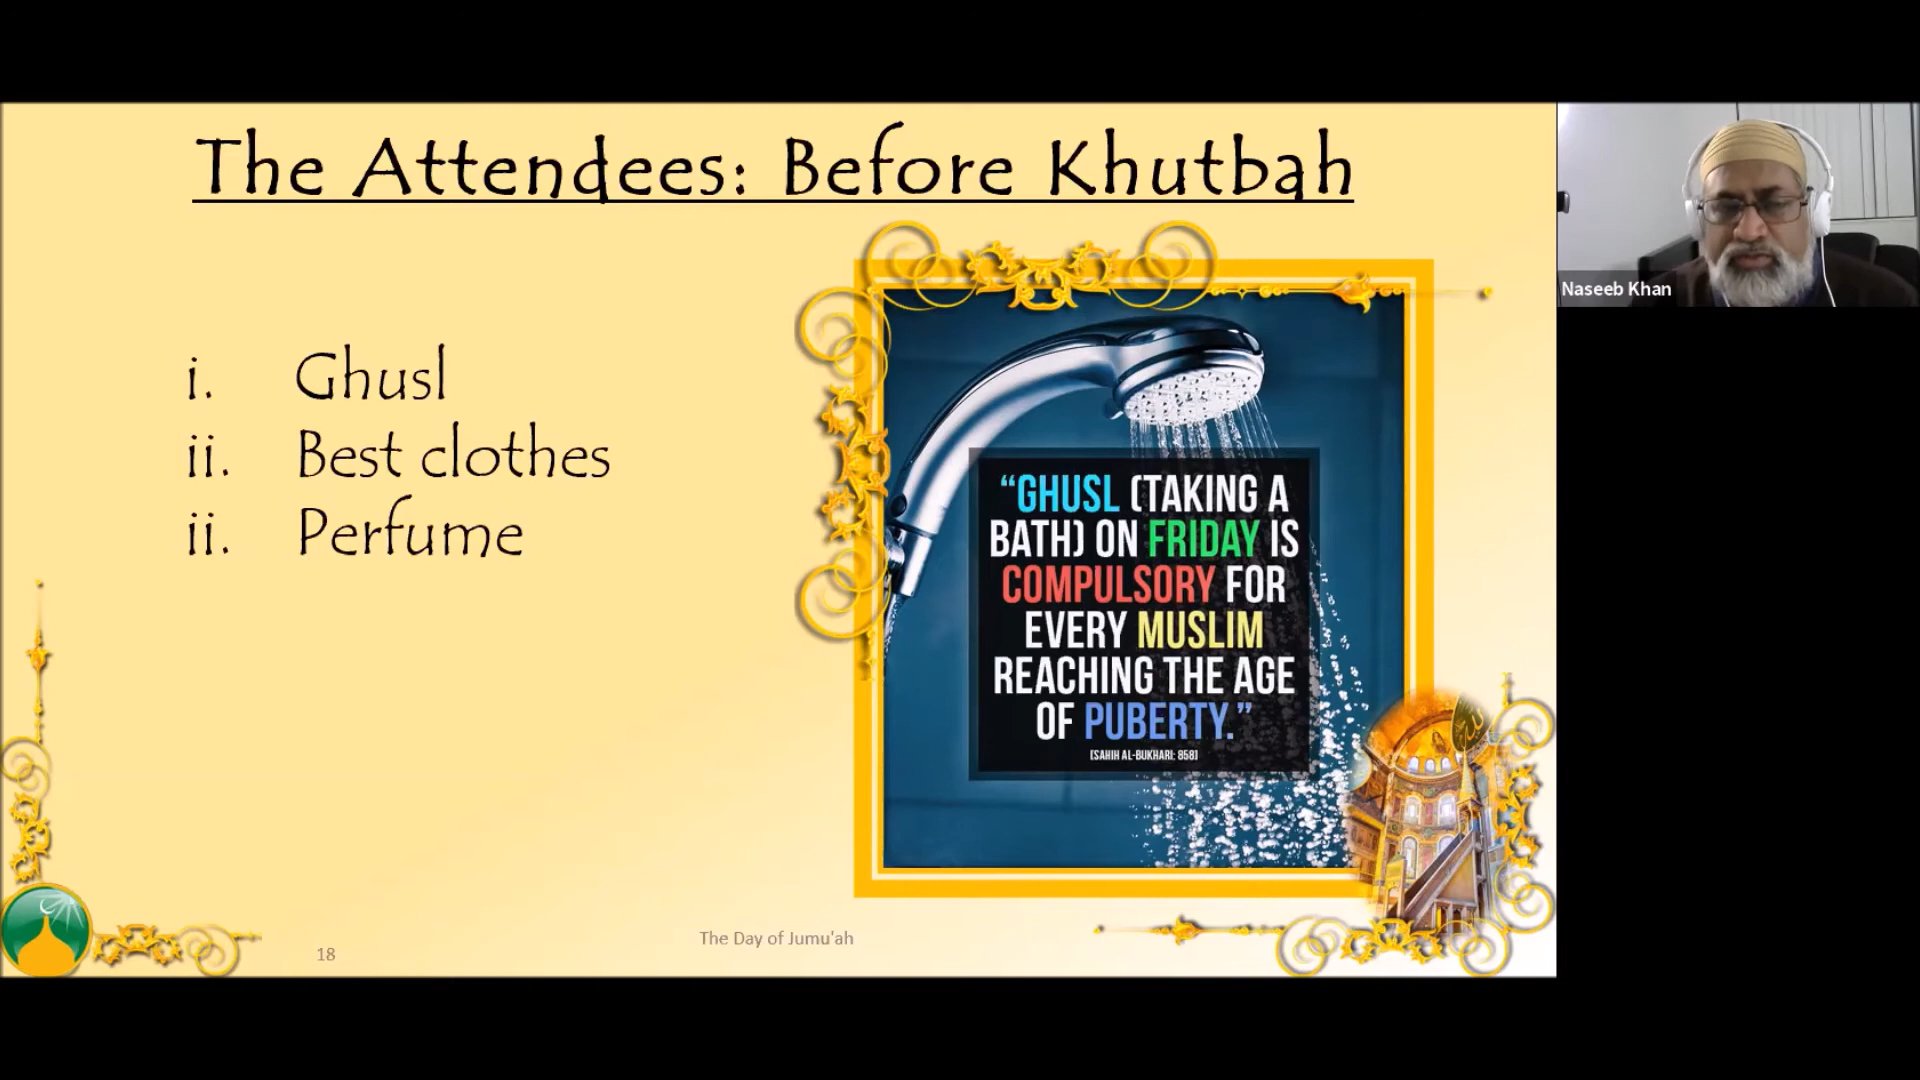 The Attendees: Before Khutbah
i. Ghusl
ii. Best clothes
ii. Perfume
“GHUSL (TAKING A
BATH) ON FRIDAY IS
COMPULSORY FOR
EVERY MUSLIM
REACHING THE AGE
OF PUBERTY.”
[SAHIH AL-BUKHARI; 858]
The Day of Jumu'ah
18
Naseeb Khan